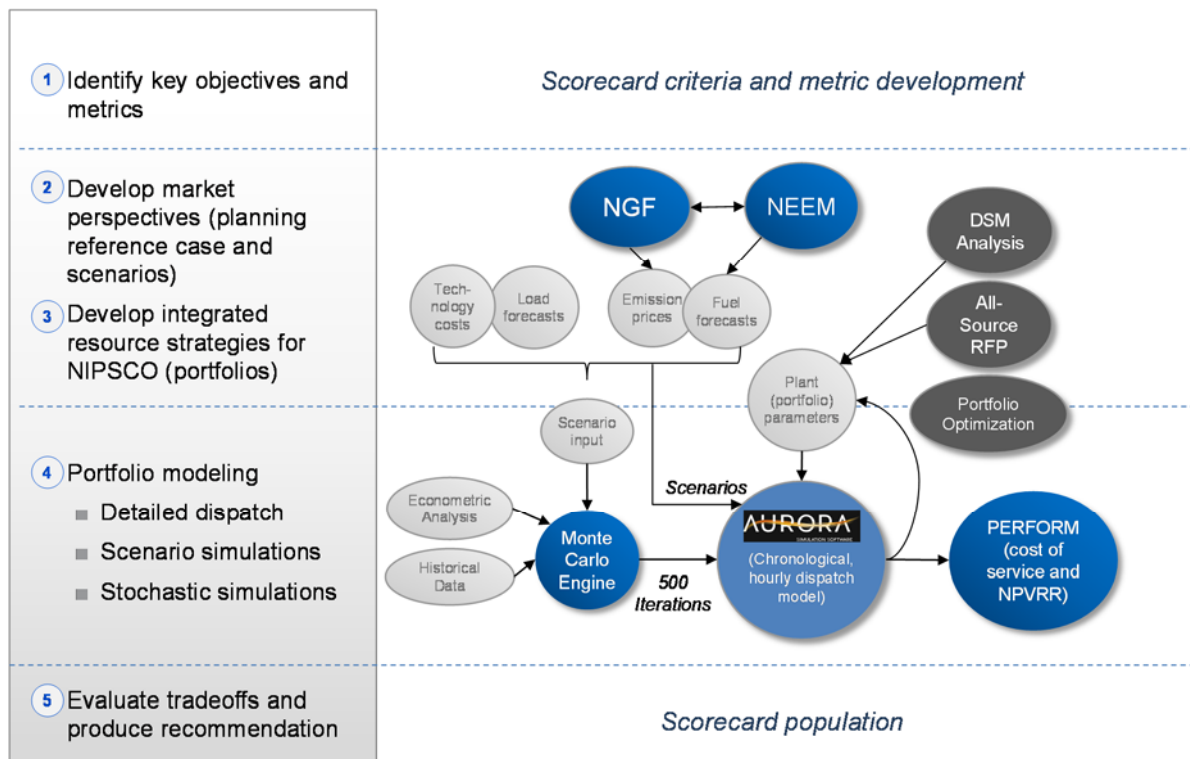 1
Identify key objectives and
metrics
Scorecard criteria and metric development
2
Develop market
perspectives (planning
reference case and
scenarios)
3
Develop integrated
resource strategies for
NIPSCO (portfolios)
NGF
NEEM
DSM
Analysis
Tech-
nology
costs
Load
forecasts
Emission
prices
Fuel
forecasts
All-
Source
RFP
Plant
(portfolio)
parameters
Portfolio
Optimization
4
Portfolio modeling
Detailed dispatch
Scenario simulations
Stochastic simulations
Scenario
input
Econometric
Analysis
Historical
Data
Monte
Carlo
Engine
500
Iterations
Scenarios
AURORA
SIMULATION SOFTWARE
(Chronological,
hourly dispatch
model)
PERFORM
(cost of
service and
NPVRR)
5
Evaluate tradeoffs and
produce recommendation
Scorecard population